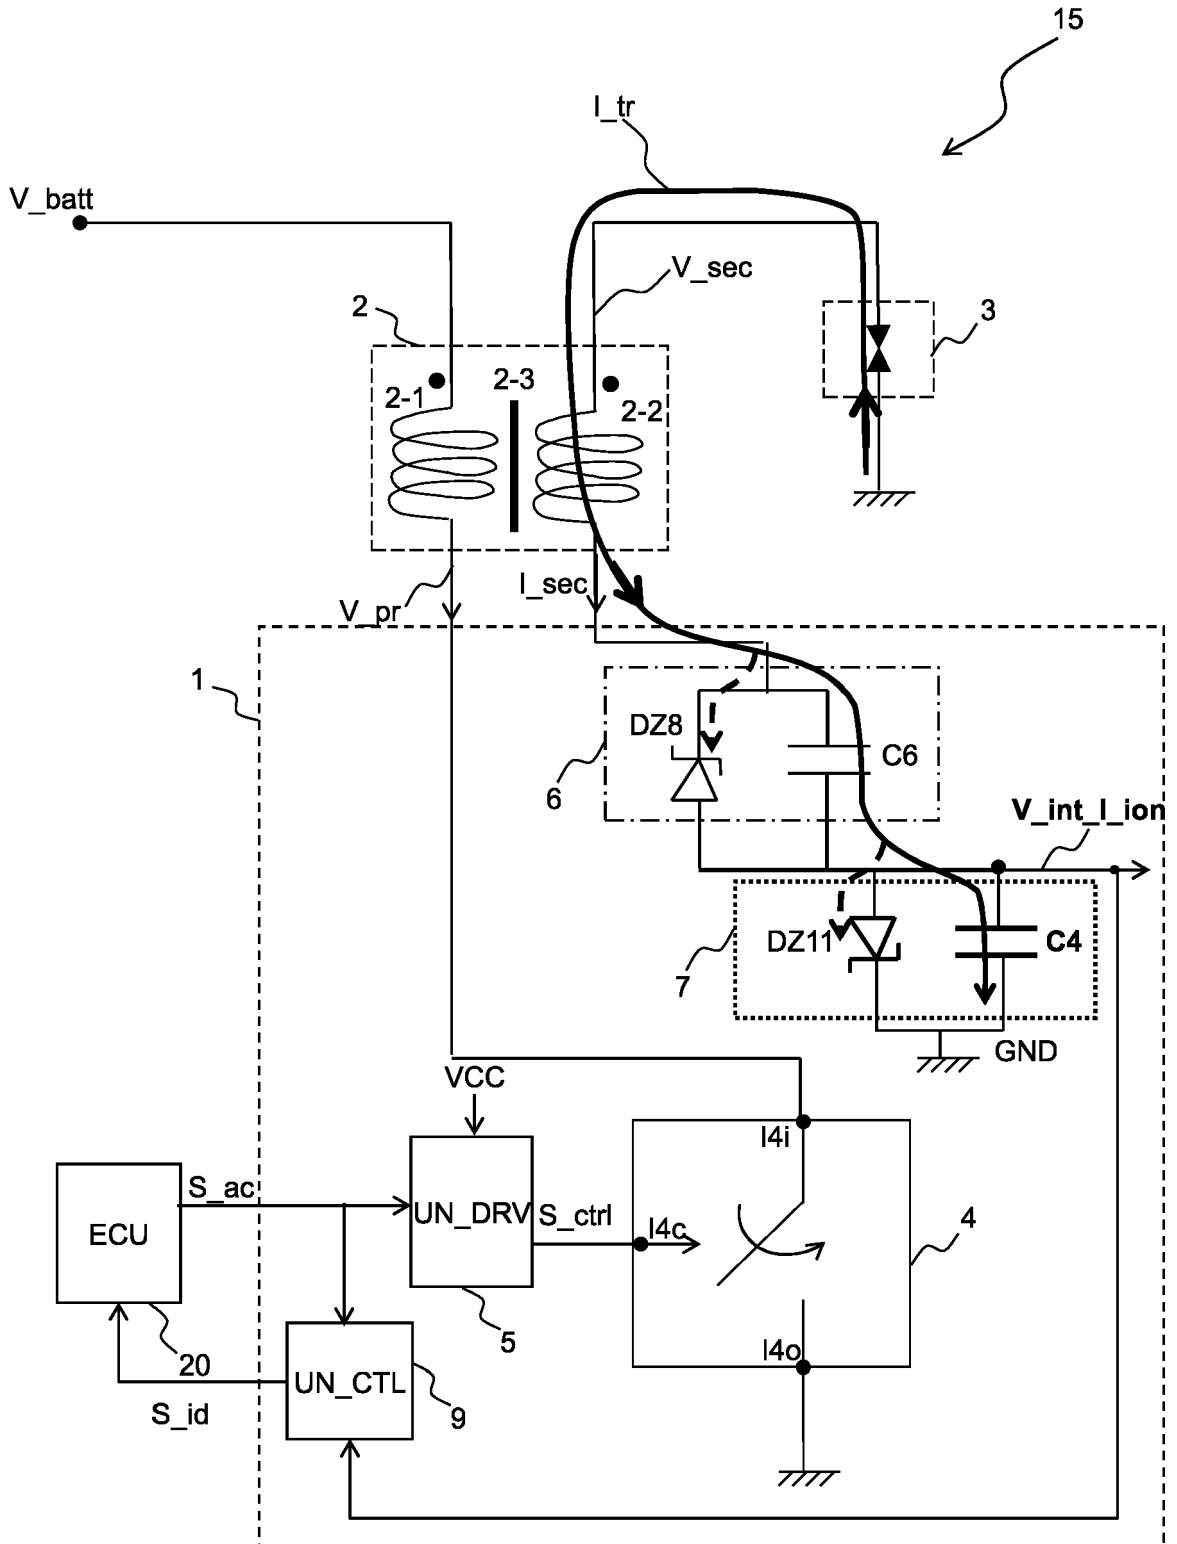 15
I_tr
V_batt
V_sec
2
3
2-3
2-1
2-2
I_sec
V_pr
1
DZ8
C6
6
V_int_I_ion
DZ11
C4
7
GND
VCC
I4i
S_ac
UN_DRV
S_ctrl
I4c
4
ECU
5
I4o
20
UN_CTL
9
S_id